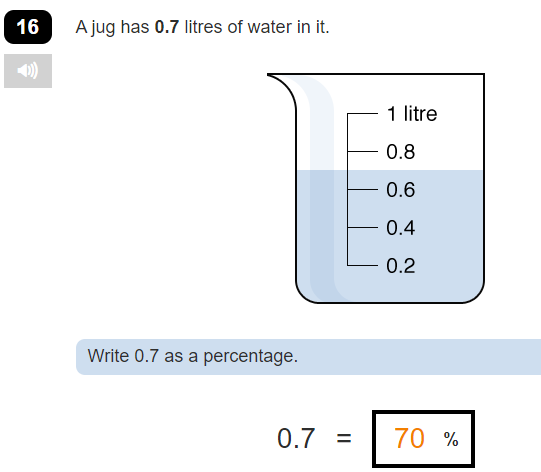 16 A jug has 0.7 litres of water in it.
1 litre
0.8
0.6
0.4
0.2
Write 0.7 as a percentage.
0.7 = 70 %